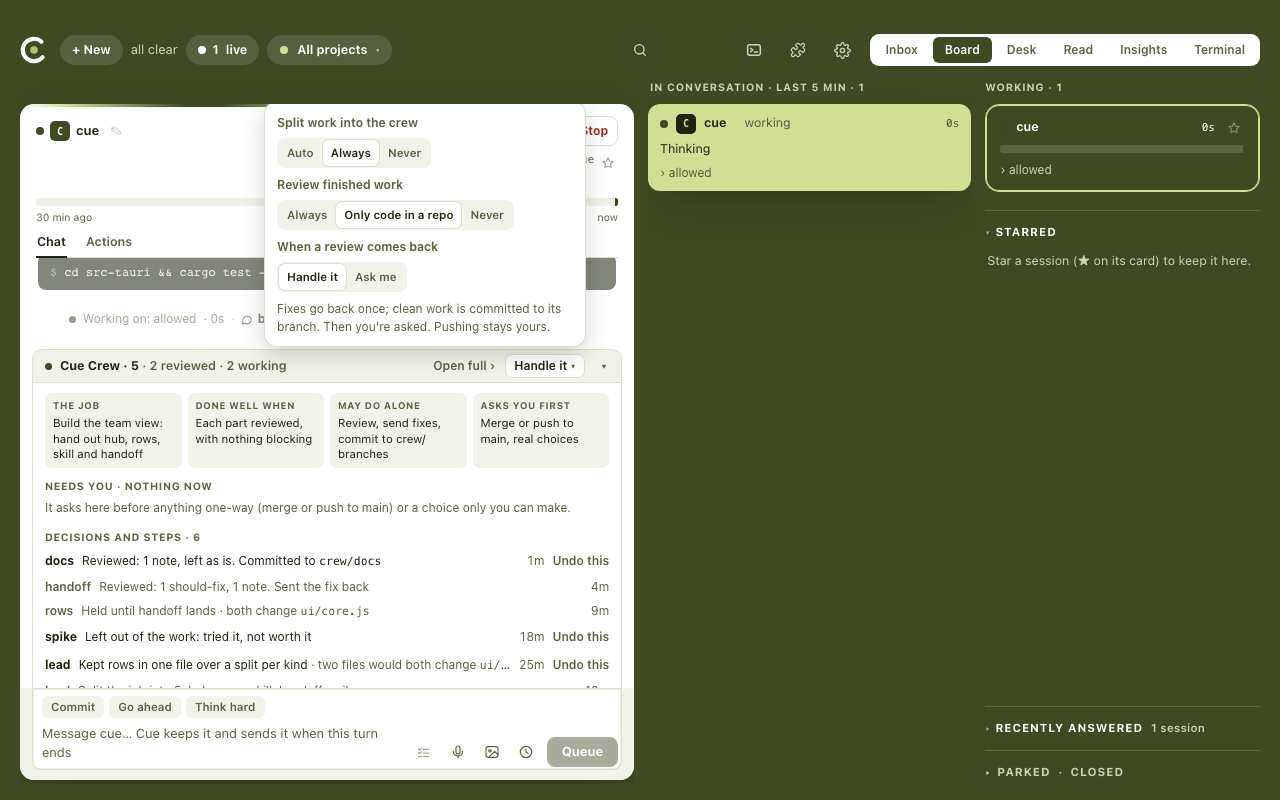 + New
all clear
1 live
All projects
Inbox
Board
Desk
Read
Insights
Terminal
C
cue
Stop
30 min ago
now
Chat
Actions
$ cd src-tauri && cargo test
Working on: allowed · 0s ·
Split work into the crew
Auto
Always
Never
Review finished work
Always
Only code in a repo
Never
When a review comes back
Handle it
Ask me
Fixes go back once; clean work is committed to its
branch. Then you're asked. Pushing stays yours.
Cue Crew · 5 · 2 reviewed · 2 working
Open full ›
Handle it
THE JOB
Build the team view:
hand out hub, rows,
skill and handoff
DONE WELL WHEN
Each part reviewed,
with nothing blocking
MAY DO ALONE
Review, send fixes,
commit to crew/
branches
ASKS YOU FIRST
Merge or push to
main, real choices
NEEDS YOU · NOTHING NOW
It asks here before anything one-way (merge or push to main) or a choice only you can make.
DECISIONS AND STEPS · 6
docs Reviewed: 1 note, left as is. Committed to crew/docs 1m Undo this
handoff Reviewed: 1 should-fix, 1 note. Sent the fix back 4m
rows Held until handoff lands · both change ui/core.js 9m
spike Left out of the work: tried it, not worth it 18m Undo this
lead Kept rows in one file over a split per kind · two files would both change ui/… 25m Undo this
Commit
Go ahead
Think hard
Message cue… Cue keeps it and sends it when this turn
ends
Queue
IN CONVERSATION · LAST 5 MIN · 1
C
cue
working
0s
Thinking
› allowed
WORKING · 1
cue
0s
› allowed
STARRED
Star a session (★ on its card) to keep it here.
RECENTLY ANSWERED 1 session
PARKED · CLOSED